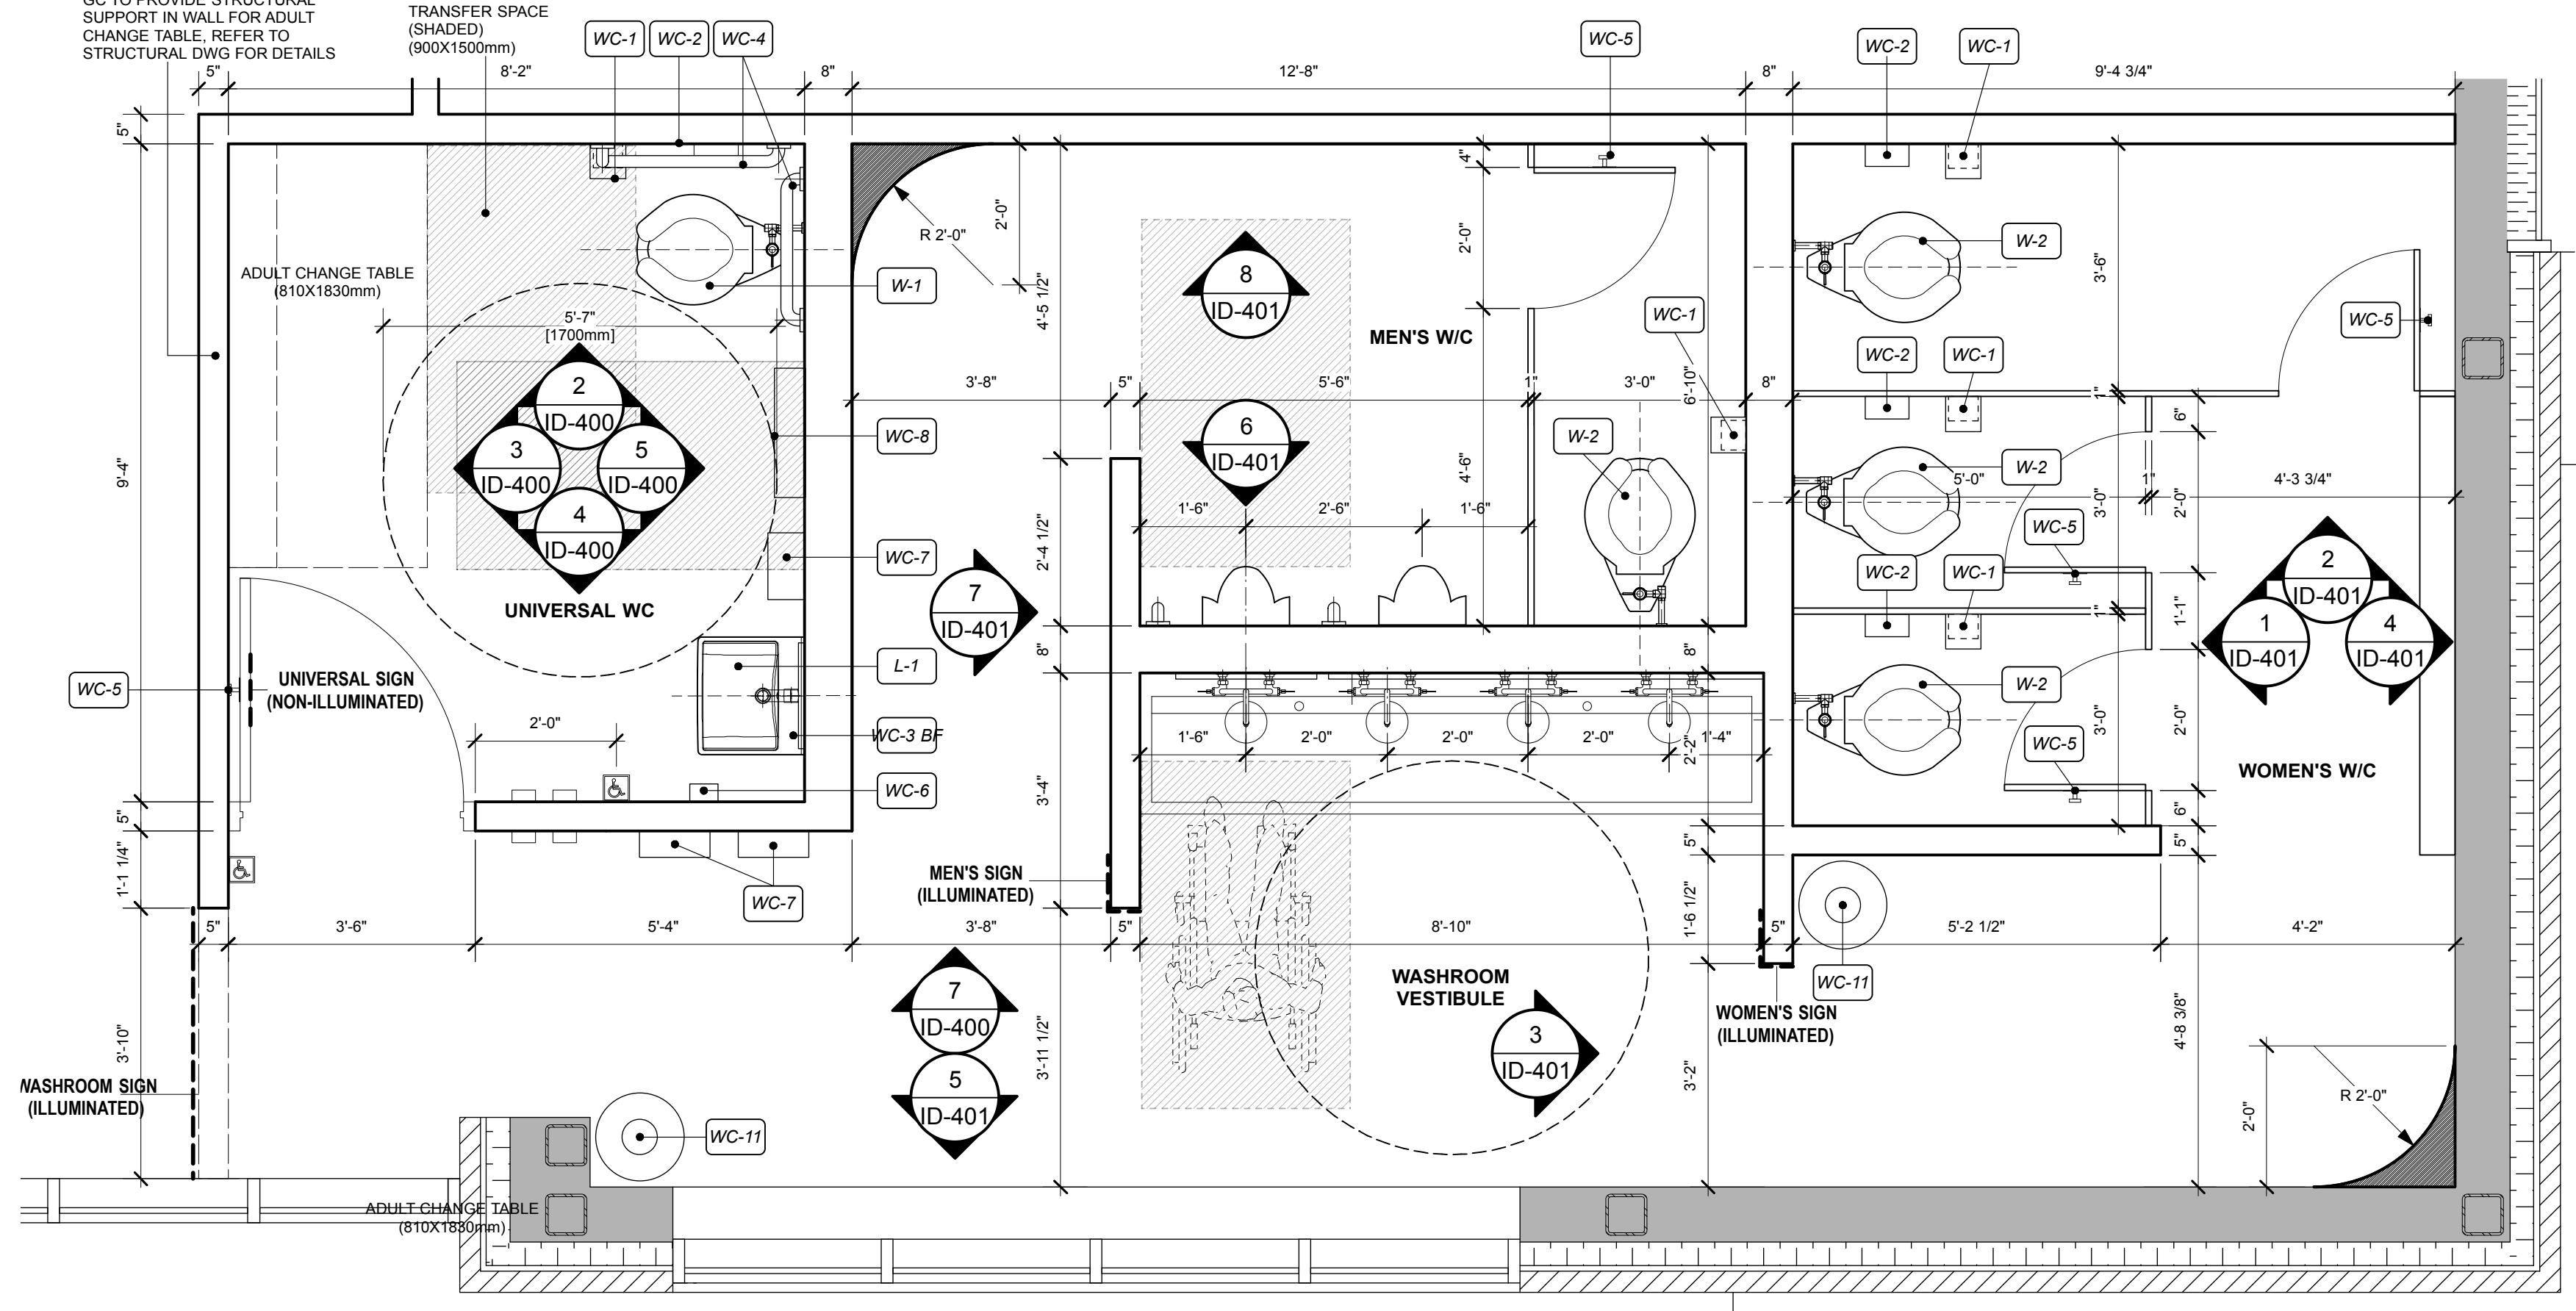 GC TO PROVIDE STRUCTURAL
SUPPORT IN WALL FOR ADULT
CHANGE TABLE, REFER TO
STRUCTURAL DWG FOR DETAILS
TRANSFER SPACE
(SHADED)
(900X1500mm)
WC-1
WC-2
WC-4
WC-5
WC-2
WC-1
5"
8'-2"
8"
12'-8"
8"
9'-4 3/4"
5"
4"
2'-0"
R 2'-0"
2'-0"
W-2
3'-6"
ADULT CHANGE TABLE
(810X1830mm)
W-1
8
ID-401
4'-5 1/2"
5'-7"
[1700mm]
MEN'S W/C
WC-1
WC-5
WC-2
WC-1
2
ID-400
3'-8"
5"
5'-6"
1"
3'-0"
6'-10"
8"
1"
6"
3
ID-400
5
ID-400
WC-8
6
ID-401
W-2
4'-6"
W-2
9'-4"
4
ID-400
1'-6"
2'-6"
1'-6"
5'-0"
3'-0"
1"
2'-0"
4'-3 3/4"
WC-5
2'-4 1/2"
WC-7
WC-2
WC-1
2
ID-401
UNIVERSAL WC
7
ID-401
1"
1'-1"
1
ID-401
4
ID-401
8"
8"
L-1
WC-5
UNIVERSAL SIGN
(NON-ILLUMINATED)
W-2
2'-0"
WC-3 BF
1'-6"
2'-0"
2'-0"
2'-0"
2'-2"
1'-4"
3'-0"
2'-0"
WC-5
WOMEN'S W/C
WC-6
3'-4"
5"
6"
5"
5"
1'-1 1/4"
MEN'S SIGN
(ILLUMINATED)
WC-7
1'-6 1/2"
5"
3'-6"
5'-4"
3'-8"
5"
8'-10"
5"
5'-2 1/2"
4'-2"
WASHROOM
VESTIBULE
WC-11
7
ID-400
WOMEN'S SIGN
(ILLUMINATED)
3'-10"
3'-11 1/2"
3
ID-401
3'-2"
4'-8 3/8"
WASHROOM SIGN
(ILLUMINATED)
5
ID-401
WC-11
2'-0"
R 2'-0"
ADULT CHANGE TABLE
(810X1830mm)